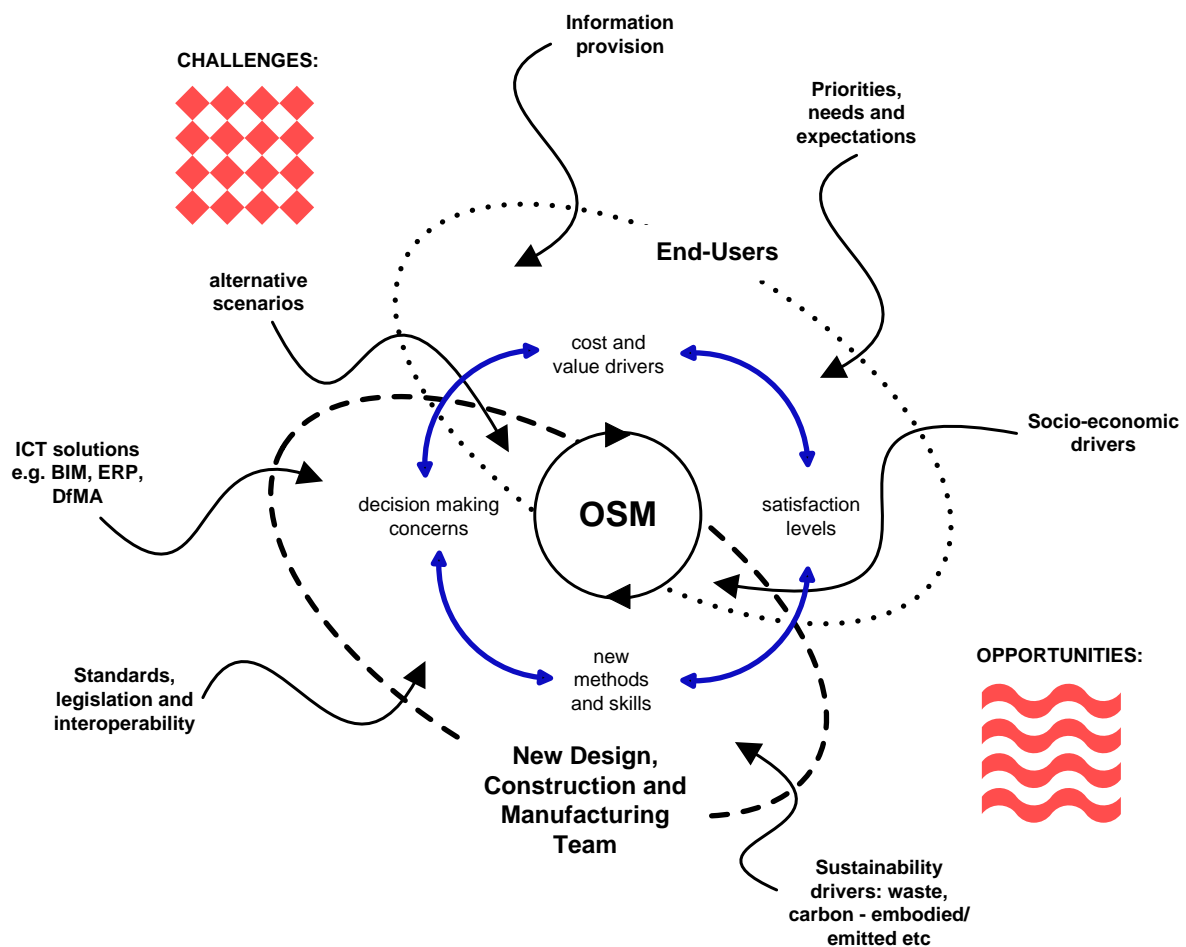 Information
provision
CHALLENGES:
Priorities,
needs and
expectations
End-Users
alternative
scenarios
cost and
value drivers
Socio-economic
drivers
ICT solutions
e.g. BIM, ERP,
DfMA
decision making
concerns
OSM
satisfaction
levels
new
methods
and skills
OPPORTUNITIES:
Standards,
legislation and
interoperability
New Design,
Construction and
Manufacturing
Team
Sustainability
drivers: waste,
carbon - embodied/
emitted etc